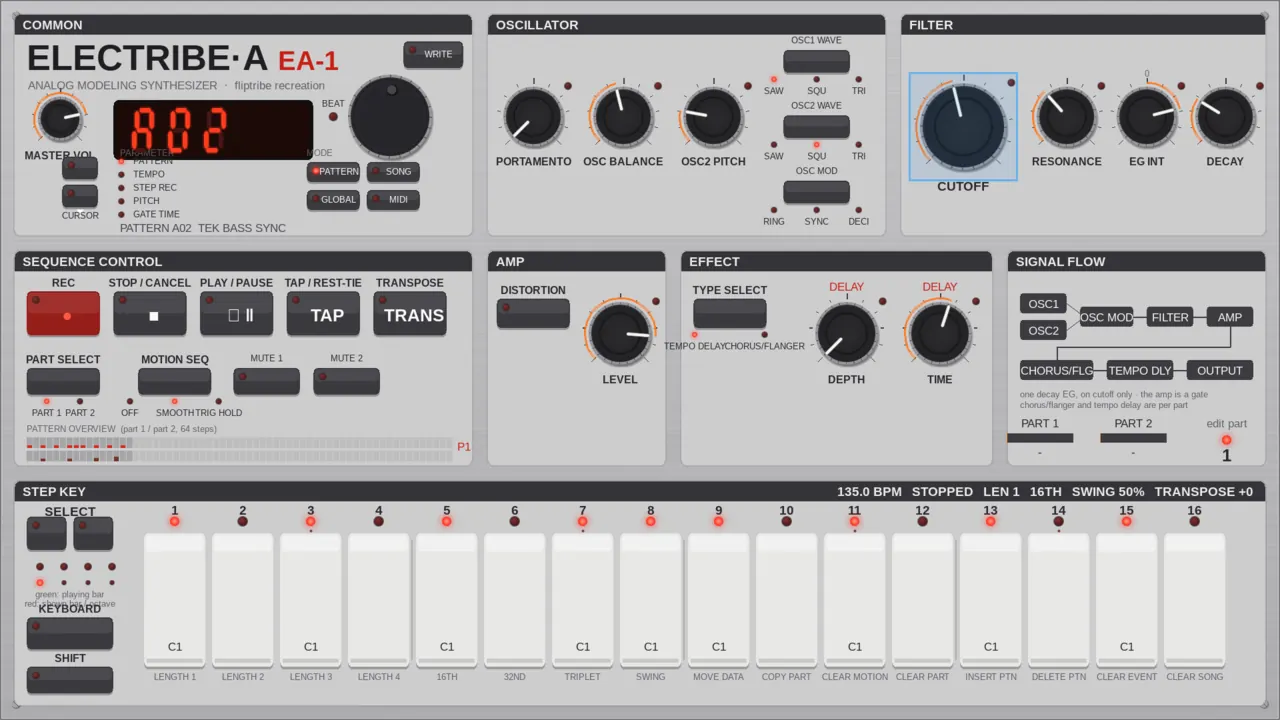 COMMON
ELECTRIBE·A EA-1
WRITE
ANALOG MODELING SYNTHESIZER · fliptribe recreation
BEAT
A02
MASTER VOL
PARAMETER
MODE
PATTERN
TEMPO
STEP REC
PITCH
GATE TIME
CURSOR
PATTERN
SONG
GLOBAL
MIDI
PATTERN A02 TEK BASS SYNC
OSCILLATOR
OSC1 WAVE
SAW SQU TRI
OSC2 WAVE
SAW SQU TRI
OSC MOD
RING SYNC DECI
PORTAMENTO OSC BALANCE OSC2 PITCH
FILTER
0
RESONANCE EG INT DECAY
CUTOFF
SEQUENCE CONTROL
REC STOP / CANCEL PLAY / PAUSE TAP / REST-TIE TRANSPOSE
TAP TRANS
PART SELECT MOTION SEQ MUTE 1 MUTE 2
PART 1 PART 2 OFF SMOOTH TRIG HOLD
PATTERN OVERVIEW (part 1 / part 2, 64 steps)
P1
AMP
DISTORTION
LEVEL
EFFECT
TYPE SELECT
DELAY DELAY
TEMPO DELAY CHORUS/FLANGER
DEPTH TIME
SIGNAL FLOW
OSC1
OSC MOD FILTER AMP
OSC2
CHORUS/FLG TEMPO DLY OUTPUT
one decay EG, on cutoff only · the amp is a gate
chorus/flanger and tempo delay are per part
PART 1 PART 2 edit part
- - 1
STEP KEY
135.0 BPM STOPPED LEN 1 16TH SWING 50% TRANSPOSE +0
SELECT
1 2 3 4 5 6 7 8 9 10 11 12 13 14 15 16
green: playing bar
red: shown bar / octave
KEYBOARD
SHIFT
C1 C1 C1 C1 C1 C1 C1 C1 C1
LENGTH 1 LENGTH 2 LENGTH 3 LENGTH 4 16TH 32ND TRIPLET SWING MOVE DATA COPY PART CLEAR MOTION CLEAR PART INSERT PTN DELETE PTN CLEAR EVENT CLEAR SONG